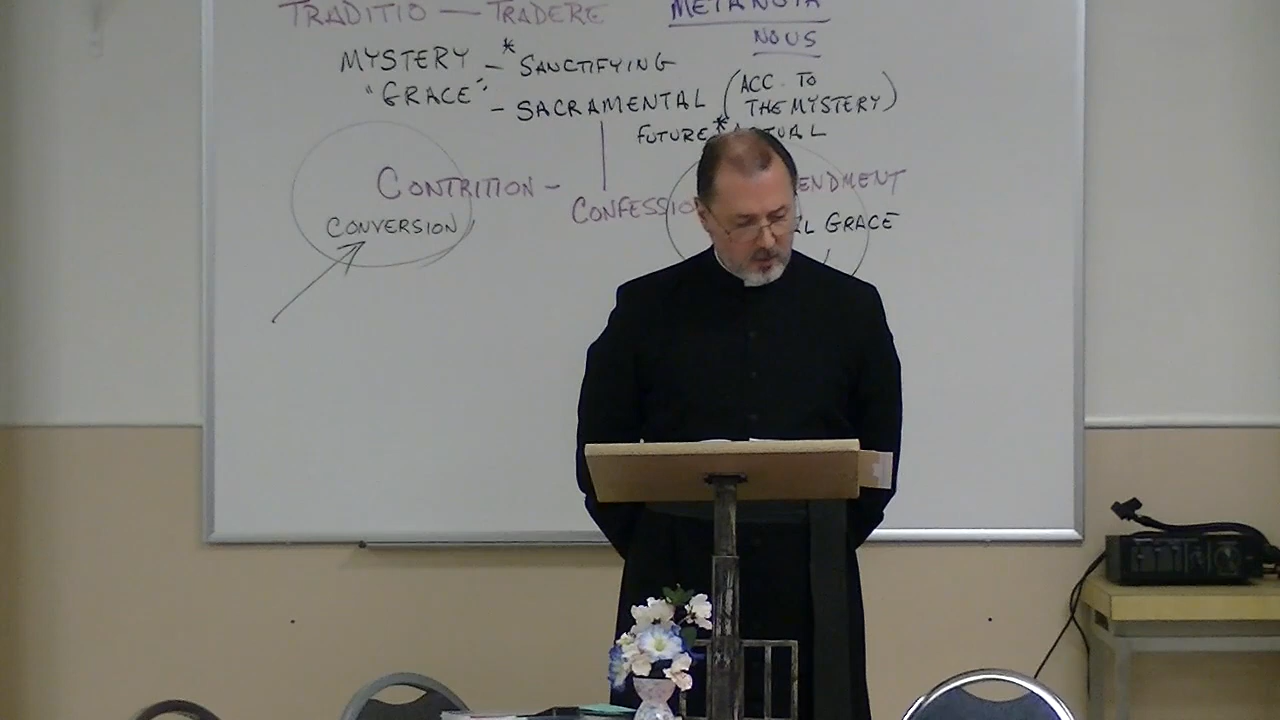 TRADITIO — TRADERE
METANOIA
NOUS
MYSTERY — * SANCTIFYING
"GRACE" — SACRAMENTAL (ACC. TO
THE MYSTERY)
FUTURE *
CONTRITION —
CONFESSIO
ENDMENT
CONVERSION
L GRACE